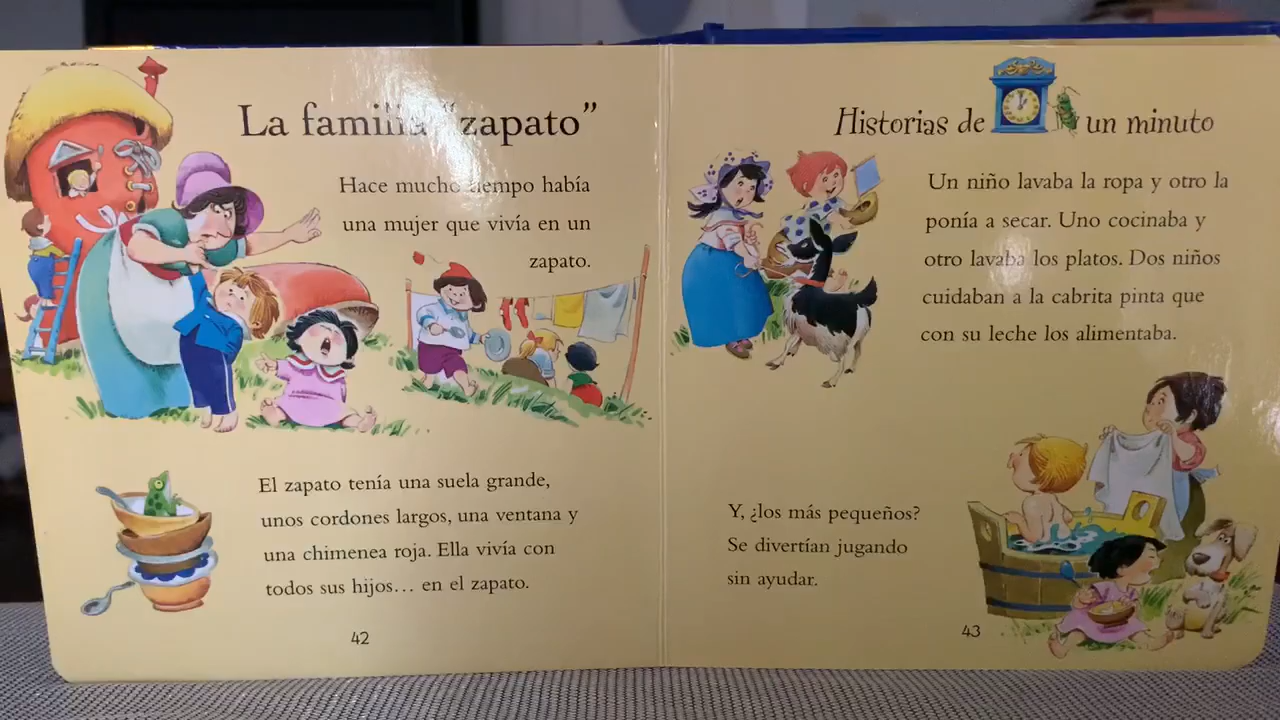 La familia "zapato"
Hace mucho tiempo había
una mujer que vivía en un
zapato.
El zapato tenía una suela grande,
unos cordones largos, una ventana y
una chimenea roja. Ella vivía con
todos sus hijos... en el zapato.
42
Historias de un minuto
Un niño lavaba la ropa y otro la
ponía a secar. Uno cocinaba y
otro lavaba los platos. Dos niños
cuidaban a la cabrita pinta que
con su leche los alimentaba.
Y, ¿los más pequeños?
Se divertían jugando
sin ayudar.
43